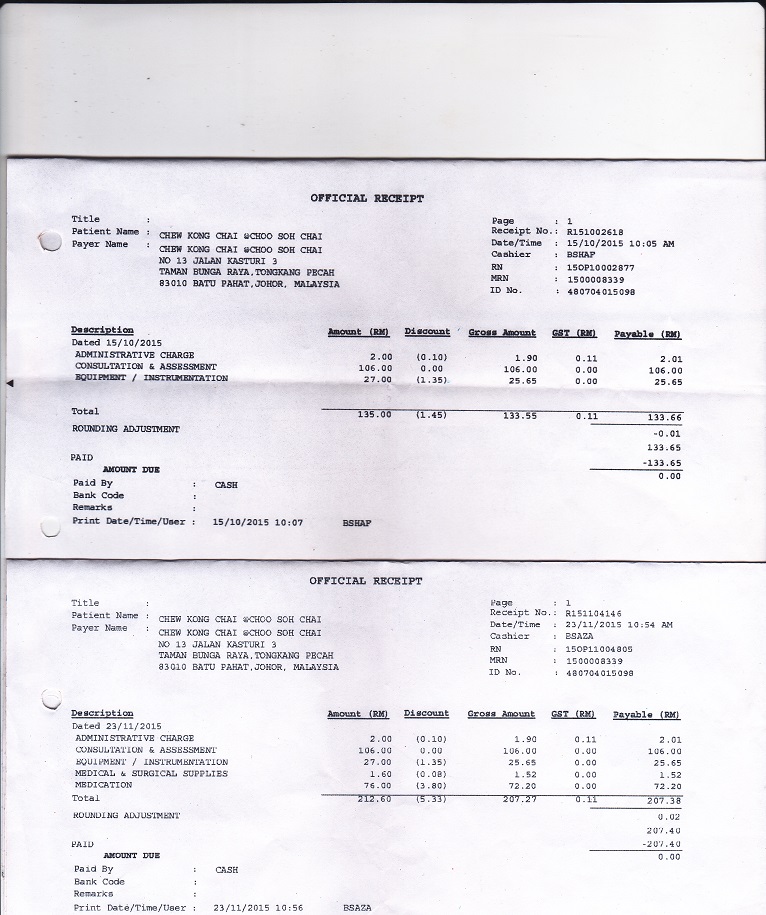 OFFICIAL RECEIPT
Title :
Patient Name : CHEW KONG CHAI @CHOO SOH CHAI
Payer Name : CHEW KONG CHAI @CHOO SOH CHAI
NO 13 JALAN KASTURI 3
TAMAN BUNGA RAYA,TONGKANG PECAH
83010 BATU PAHAT,JOHOR, MALAYSIA
Page : 1
Receipt No.: R151002618
Date/Time : 15/10/2015 10:05 AM
Cashier : BSHAF
RN : 15OP10002877
MRN : 1500008339
ID No. : 480704015098
Description Amount (RM) Discount Gross Amount GST (RM) Payable (RM)
Dated 15/10/2015
ADMINISTRATIVE CHARGE 2.00 (0.10) 1.90 0.11 2.01
CONSULTATION & ASSESSMENT 106.00 0.00 106.00 0.00 106.00
EQUIPMENT / INSTRUMENTATION 27.00 (1.35) 25.65 0.00 25.65
Total 135.00 (1.45) 133.55 0.11 133.66
ROUNDING ADJUSTMENT -0.01
133.65
PAID -133.65
AMOUNT DUE 0.00
Paid By : CASH
Bank Code :
Remarks :
Print Date/Time/User : 15/10/2015 10:07 BSHAF
OFFICIAL RECEIPT
Title :
Patient Name : CHEW KONG CHAI @CHOO SOH CHAI
Payer Name : CHEW KONG CHAI @CHOO SOH CHAI
NO 13 JALAN KASTURI 3
TAMAN BUNGA RAYA,TONGKANG PECAH
83010 BATU PAHAT,JOHOR, MALAYSIA
Page : 1
Receipt No.: R151104146
Date/Time : 23/11/2015 10:54 AM
Cashier : BSAZA
RN : 15OP11004805
MRN : 1500008339
ID No. : 480704015098
Description Amount (RM) Discount Gross Amount GST (RM) Payable (RM)
Dated 23/11/2015
ADMINISTRATIVE CHARGE 2.00 (0.10) 1.90 0.11 2.01
CONSULTATION & ASSESSMENT 106.00 0.00 106.00 0.00 106.00
EQUIPMENT / INSTRUMENTATION 27.00 (1.35) 25.65 0.00 25.65
MEDICAL & SURGICAL SUPPLIES 1.60 (0.08) 1.52 0.00 1.52
MEDICATION 76.00 (3.80) 72.20 0.00 72.20
Total 212.60 (5.33) 207.27 0.11 207.38
ROUNDING ADJUSTMENT 0.02
207.40
PAID -207.40
AMOUNT DUE 0.00
Paid By : CASH
Bank Code :
Remarks :
Print Date/Time/User : 23/11/2015 10:56 BSAZA